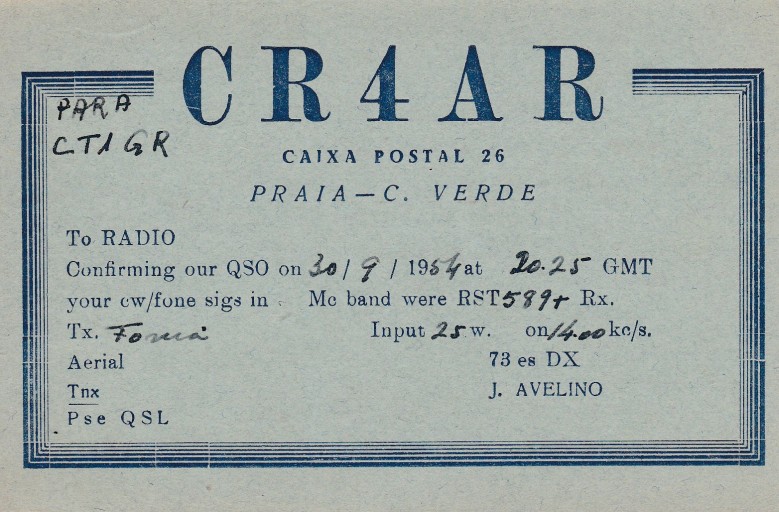 CR4AR
PARA
CT1GR
CAIXA POSTAL 26
PRAIA — C. VERDE
To RADIO
Confirming our QSO on 30 / 9 / 1954 at 20.25 GMT
your cw/fone sigs in Mc band were RST 589+ Rx.
Tx. Input 25 w. on 14.00 kc/s.
Aerial 73 es DX
Tnx J. AVELINO
Pse QSL